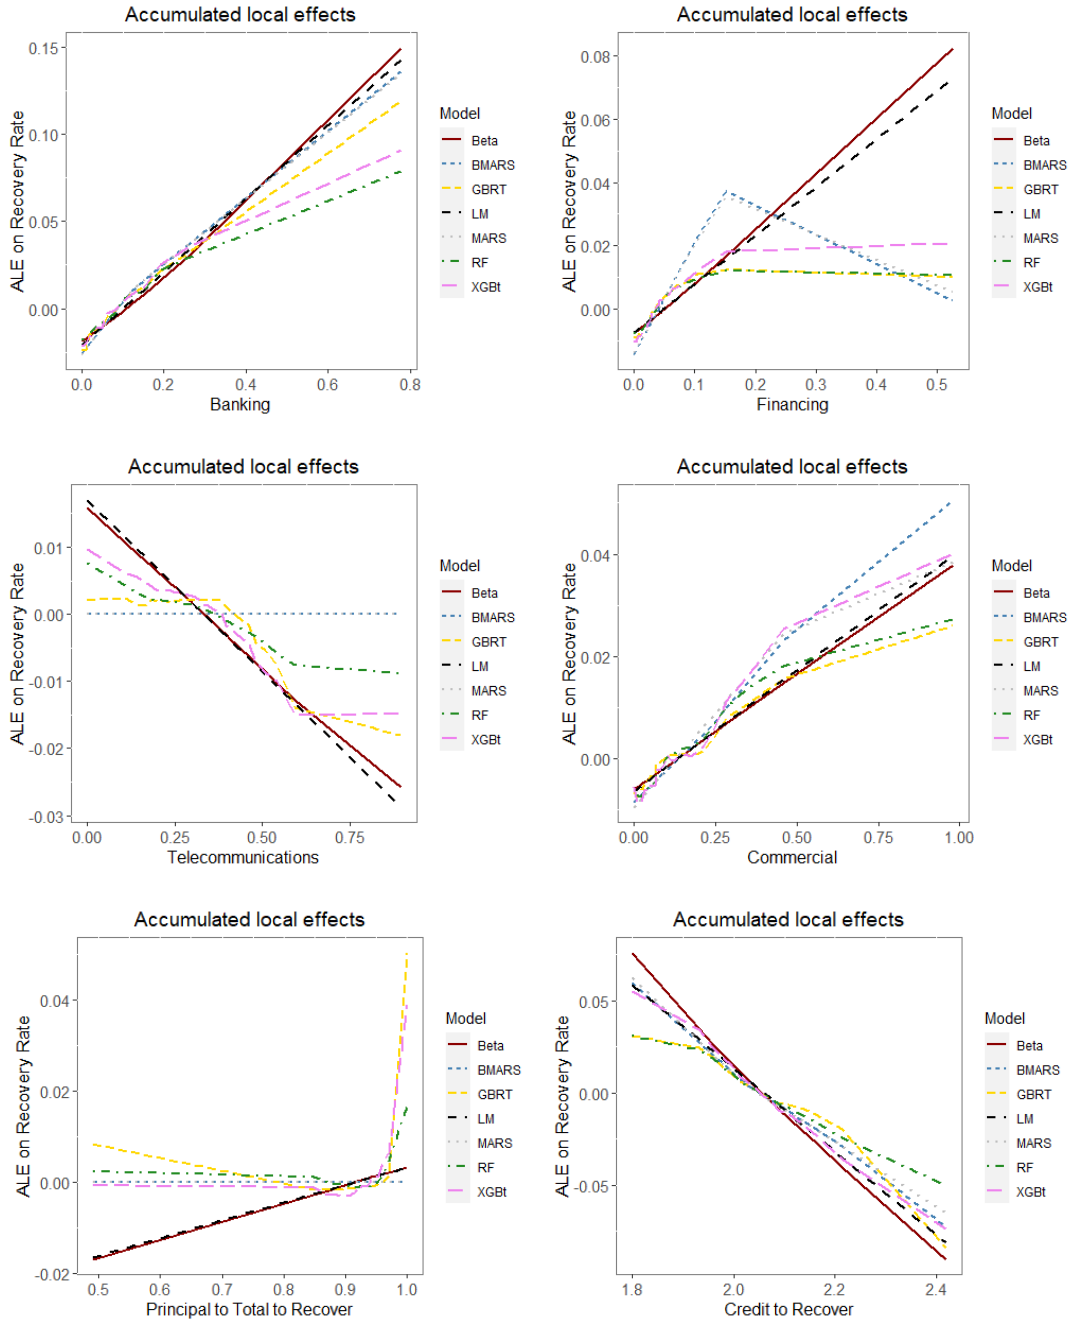 Accumulated local effects
ALE on Recovery Rate
0.15
0.10
0.05
0.00
0.0 0.2 0.4 0.6 0.8
Banking
Model
Beta
BMARS
GBRT
LM
MARS
RF
XGBt
Accumulated local effects
ALE on Recovery Rate
0.08
0.06
0.04
0.02
0.00
0.0 0.1 0.2 0.3 0.4 0.5
Financing
Model
Beta
BMARS
GBRT
LM
MARS
RF
XGBt
Accumulated local effects
ALE on Recovery Rate
0.01
0.00
-0.01
-0.02
-0.03
0.00 0.25 0.50 0.75
Telecommunications
Model
Beta
BMARS
GBRT
LM
MARS
RF
XGBt
Accumulated local effects
ALE on Recovery Rate
0.04
0.02
0.00
0.00 0.25 0.50 0.75 1.00
Commercial
Model
Beta
BMARS
GBRT
LM
MARS
RF
XGBt
Accumulated local effects
ALE on Recovery Rate
0.04
0.02
0.00
-0.02
0.5 0.6 0.7 0.8 0.9 1.0
Principal to Total to Recover
Model
Beta
BMARS
GBRT
LM
MARS
RF
XGBt
Accumulated local effects
ALE on Recovery Rate
0.05
0.00
-0.05
1.8 2.0 2.2 2.4
Credit to Recover
Model
Beta
BMARS
GBRT
LM
MARS
RF
XGBt